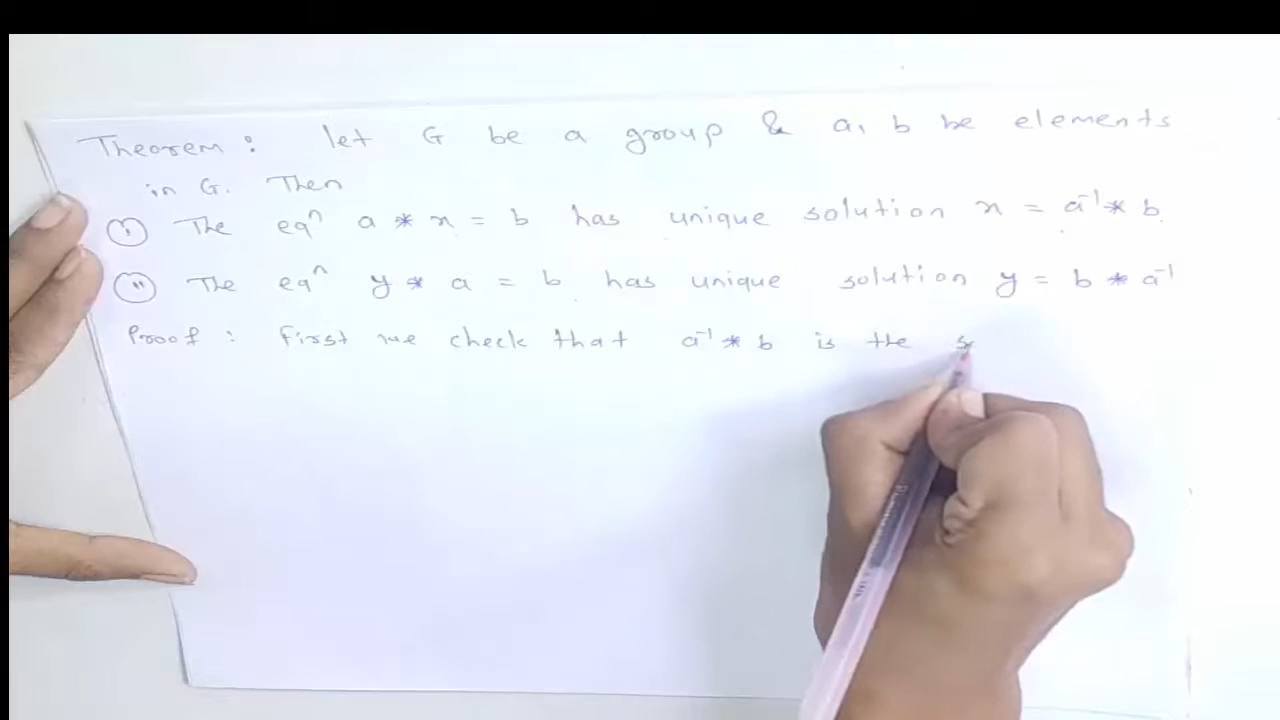 Theorem : let G be a group & a, b be elements
in G. Then
(i) The eqⁿ a * x = b has unique solution x = a⁻¹ * b
(ii) The eqⁿ y * a = b has unique solution y = b * a⁻¹
Proof : first we check that a⁻¹ * b is the s